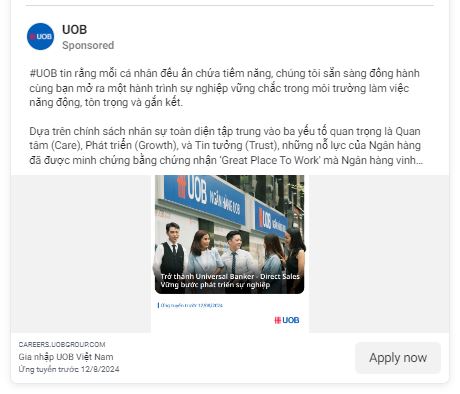 UOB
Sponsored
#UOB tin rằng mỗi cá nhân đều ẩn chứa tiềm năng, chúng tôi sẵn sàng đồng hành
cùng bạn mở ra một hành trình sự nghiệp vững chắc trong môi trường làm việc
năng động, tôn trọng và gắn kết.
Dựa trên chính sách nhân sự toàn diện tập trung vào ba yếu tố quan trọng là Quan
tâm (Care), Phát triển (Growth), và Tin tưởng (Trust), những nỗ lực của Ngân hàng
đã được minh chứng bằng chứng nhận 'Great Place To Work' mà Ngân hàng vinh...
UOB NGÂN HÀNG UOB
Trở thành Universal Banker - Direct Sales
Vững bước phát triển sự nghiệp
Ứng tuyển trước 12/8/2024
UOB
CAREERS.UOBGROUP.COM
Gia nhập UOB Việt Nam
Ứng tuyển trước 12/8/2024
Apply now